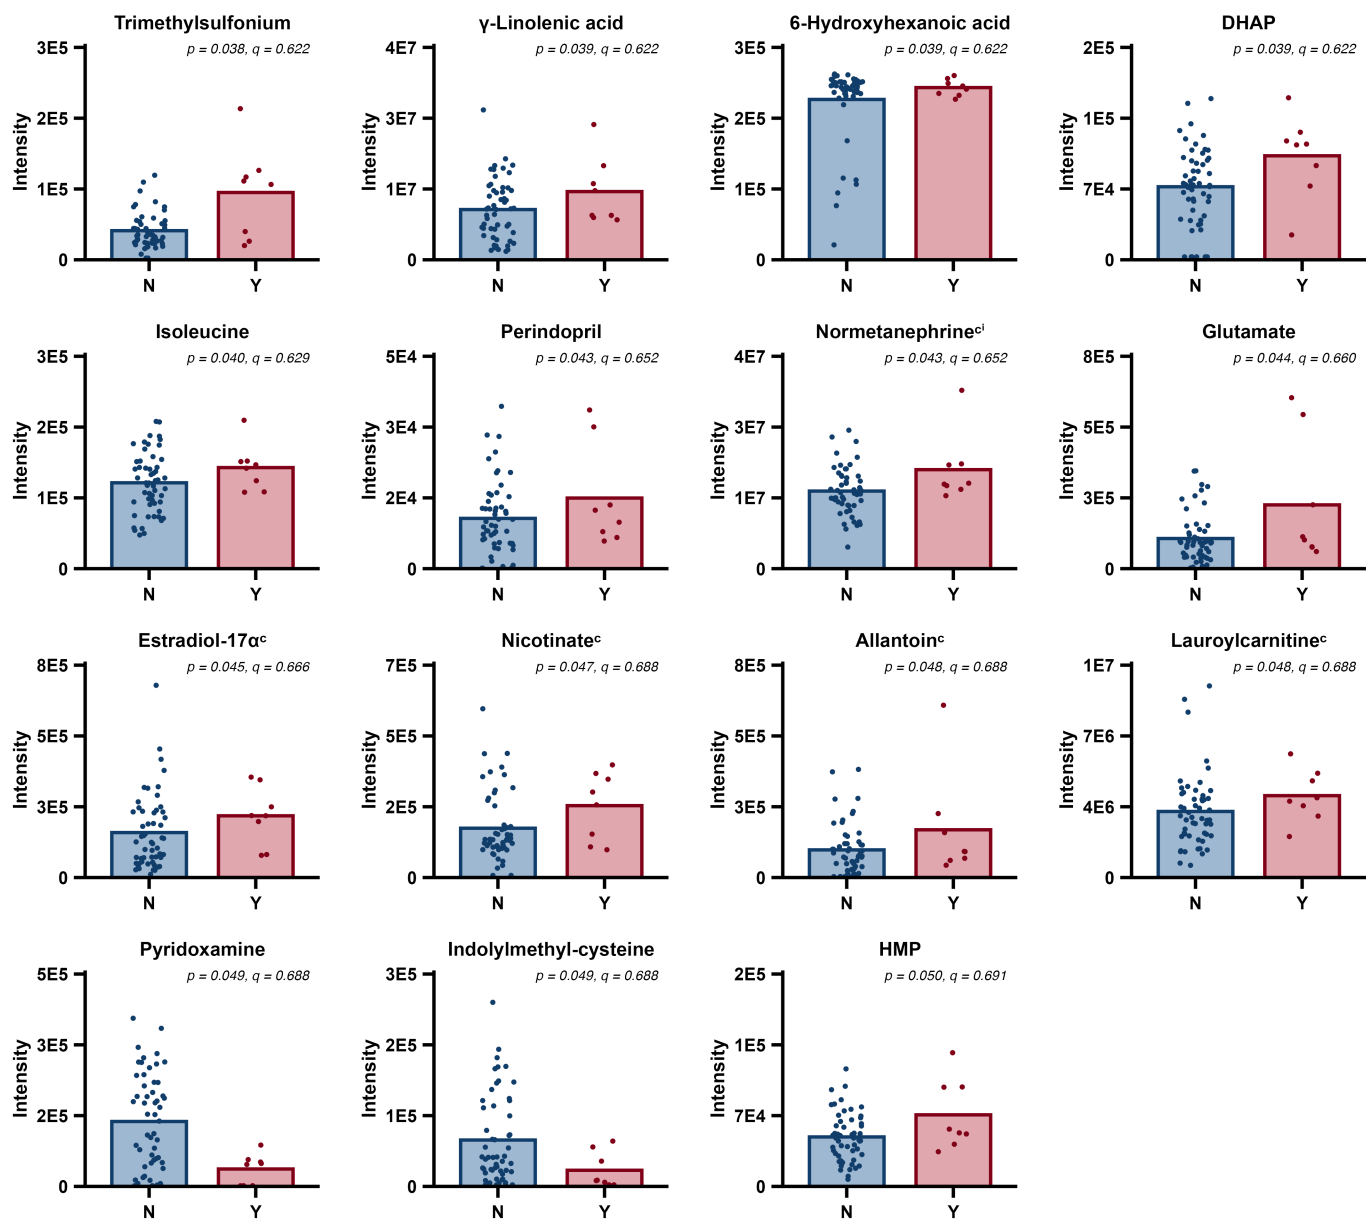 Trimethylsulfonium
p = 0.038, q = 0.622
Intensity
3E5
2E5
1E5
0
N
Y
γ-Linolenic acid
p = 0.039, q = 0.622
Intensity
4E7
3E7
1E7
0
N
Y
6-Hydroxyhexanoic acid
p = 0.039, q = 0.622
Intensity
3E5
2E5
1E5
0
N
Y
DHAP
p = 0.039, q = 0.622
Intensity
2E5
1E5
7E4
0
N
Y
Isoleucine
p = 0.040, q = 0.629
Intensity
3E5
2E5
1E5
0
N
Y
Perindopril
p = 0.043, q = 0.652
Intensity
5E4
3E4
2E4
0
N
Y
Normetanephrineᶜⁱ
p = 0.043, q = 0.652
Intensity
4E7
3E7
1E7
0
N
Y
Glutamate
p = 0.044, q = 0.660
Intensity
8E5
5E5
3E5
0
N
Y
Estradiol-17αᶜ
p = 0.045, q = 0.666
Intensity
8E5
5E5
3E5
0
N
Y
Nicotinateᶜ
p = 0.047, q = 0.688
Intensity
7E5
5E5
2E5
0
N
Y
Allantoinᶜ
p = 0.048, q = 0.688
Intensity
8E5
5E5
3E5
0
N
Y
Lauroylcarnitineᶜ
p = 0.048, q = 0.688
Intensity
1E7
7E6
4E6
0
N
Y
Pyridoxamine
p = 0.049, q = 0.688
Intensity
5E5
3E5
2E5
0
N
Y
Indolylmethyl-cysteine
p = 0.049, q = 0.688
Intensity
3E5
2E5
1E5
0
N
Y
HMP
p = 0.050, q = 0.691
Intensity
2E5
1E5
7E4
0
N
Y